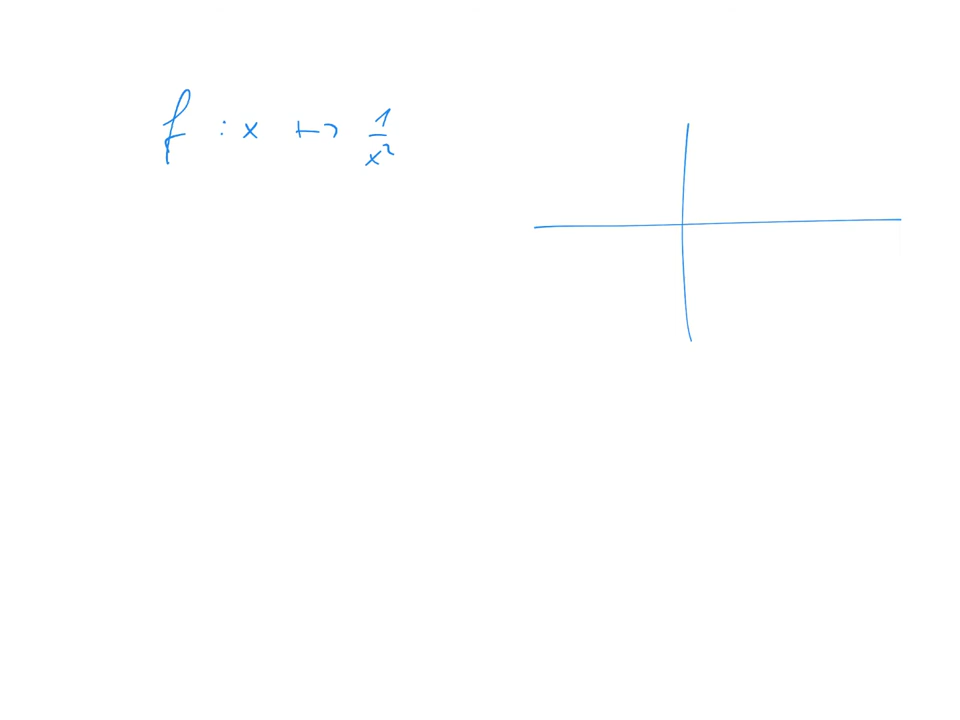 f : x ↦ 1/x²